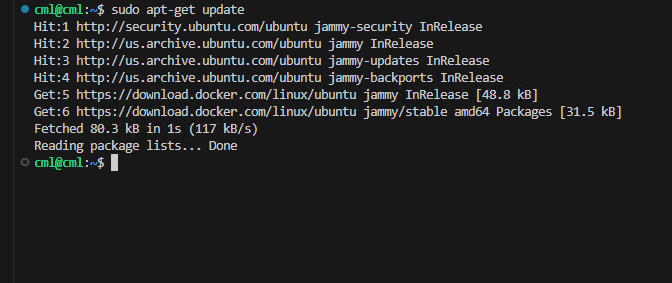 cml@cml:~$ sudo apt-get update
Hit:1 http://security.ubuntu.com/ubuntu jammy-security InRelease
Hit:2 http://us.archive.ubuntu.com/ubuntu jammy InRelease
Hit:3 http://us.archive.ubuntu.com/ubuntu jammy-updates InRelease
Hit:4 http://us.archive.ubuntu.com/ubuntu jammy-backports InRelease
Get:5 https://download.docker.com/linux/ubuntu jammy InRelease [48.8 kB]
Get:6 https://download.docker.com/linux/ubuntu jammy/stable amd64 Packages [31.5 kB]
Fetched 80.3 kB in 1s (117 kB/s)
Reading package lists... Done
cml@cml:~$